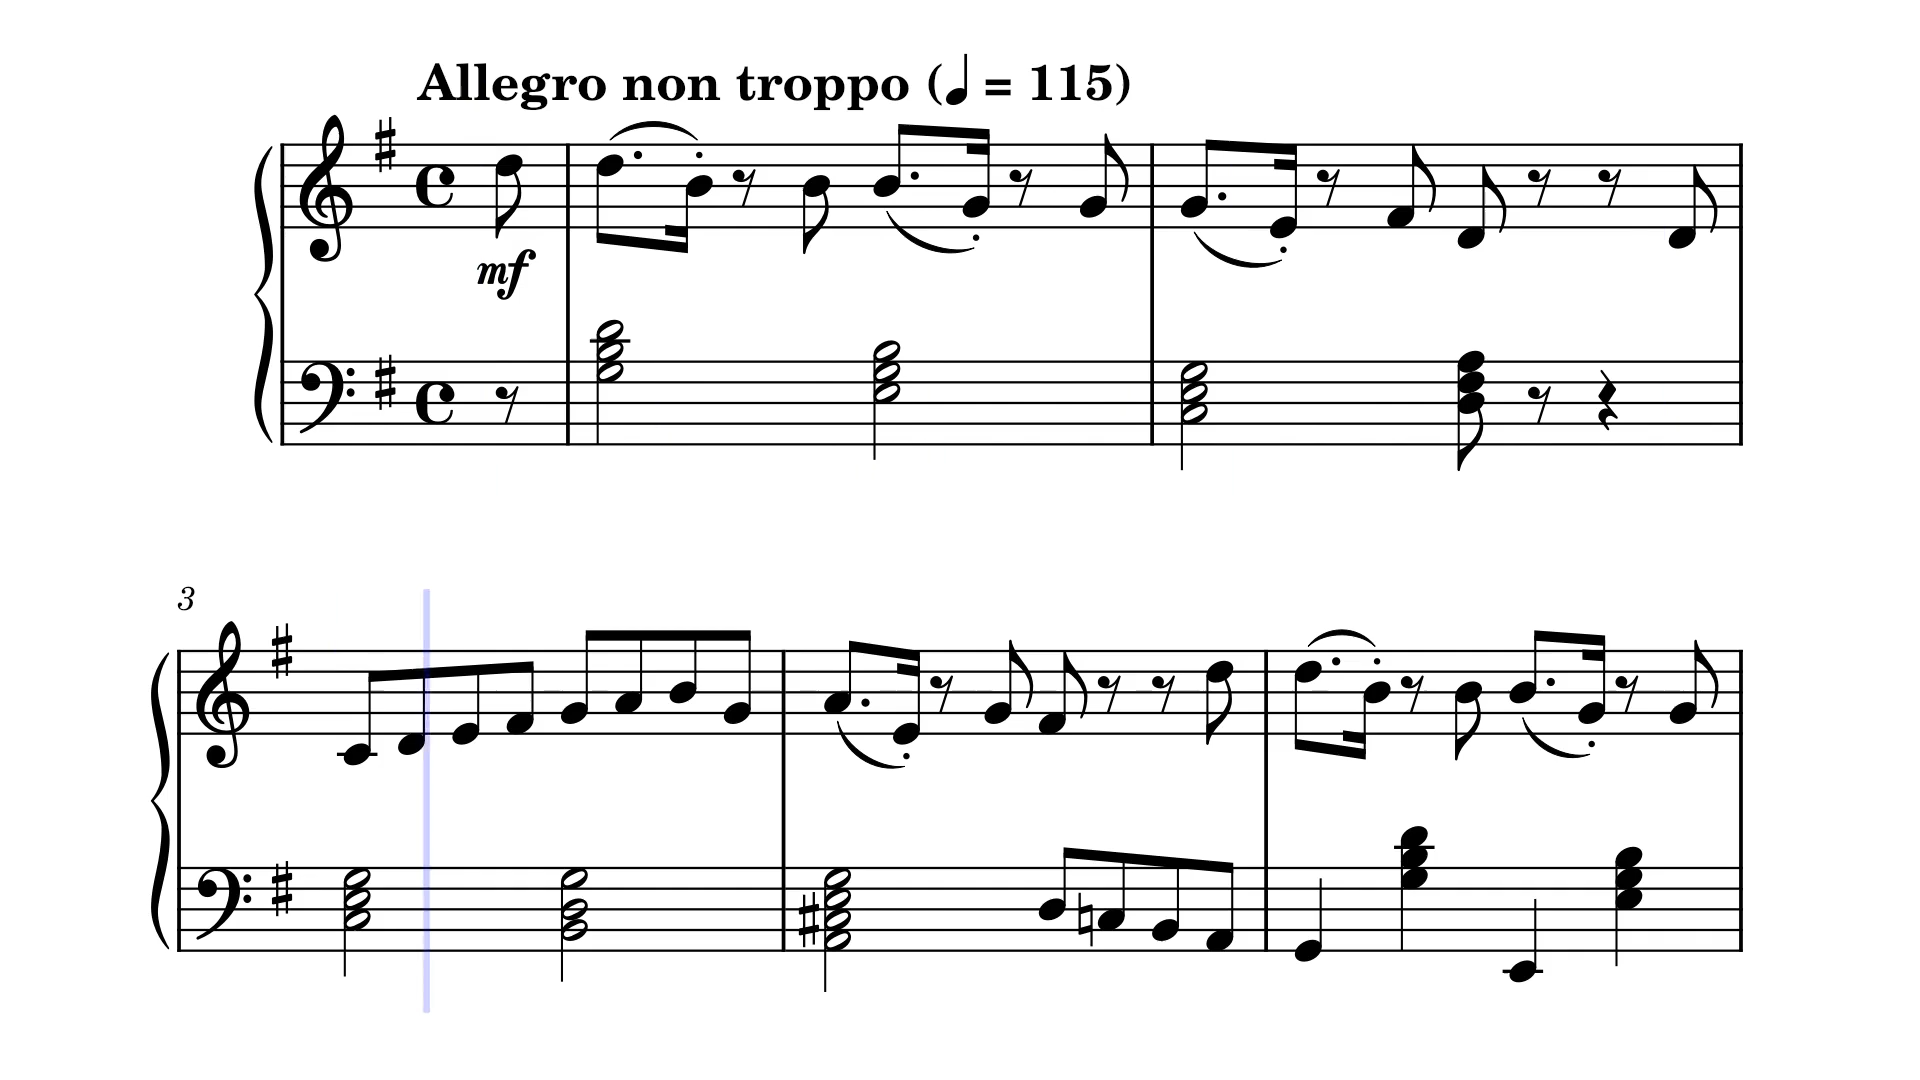 Allegro non troppo (♩ = 115)
mf
3